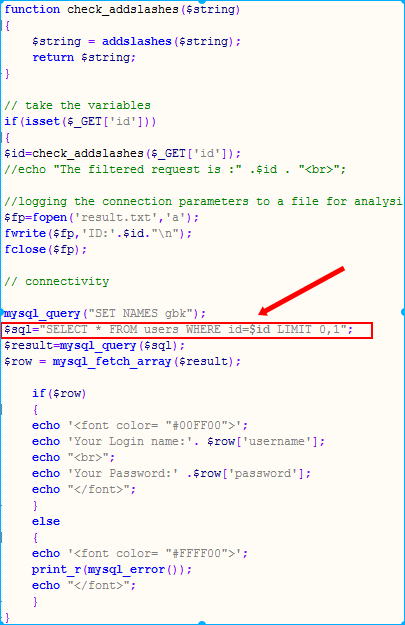 function check_addslashes($string)
{
$string = addslashes($string);
return $string;
}
// take the variables
if(isset($_GET['id']))
{
$id=check_addslashes($_GET['id']);
//echo "The filtered request is :" .$id . "<br>";
//logging the connection parameters to a file for analysi
$fp=fopen('result.txt','a');
fwrite($fp,'ID:'.$id."\n");
fclose($fp);
// connectivity
mysql_query("SET NAMES gbk");
$sql="SELECT * FROM users WHERE id=$id LIMIT 0,1";
$result=mysql_query($sql);
$row = mysql_fetch_array($result);
if($row)
{
echo '<font color= "#00FF00">';
echo 'Your Login name:'. $row['username'];
echo "<br>";
echo 'Your Password:' .$row['password'];
echo "</font>";
}
else
{
echo '<font color= "#FFFF00">';
print_r(mysql_error());
echo "</font>";
}
}